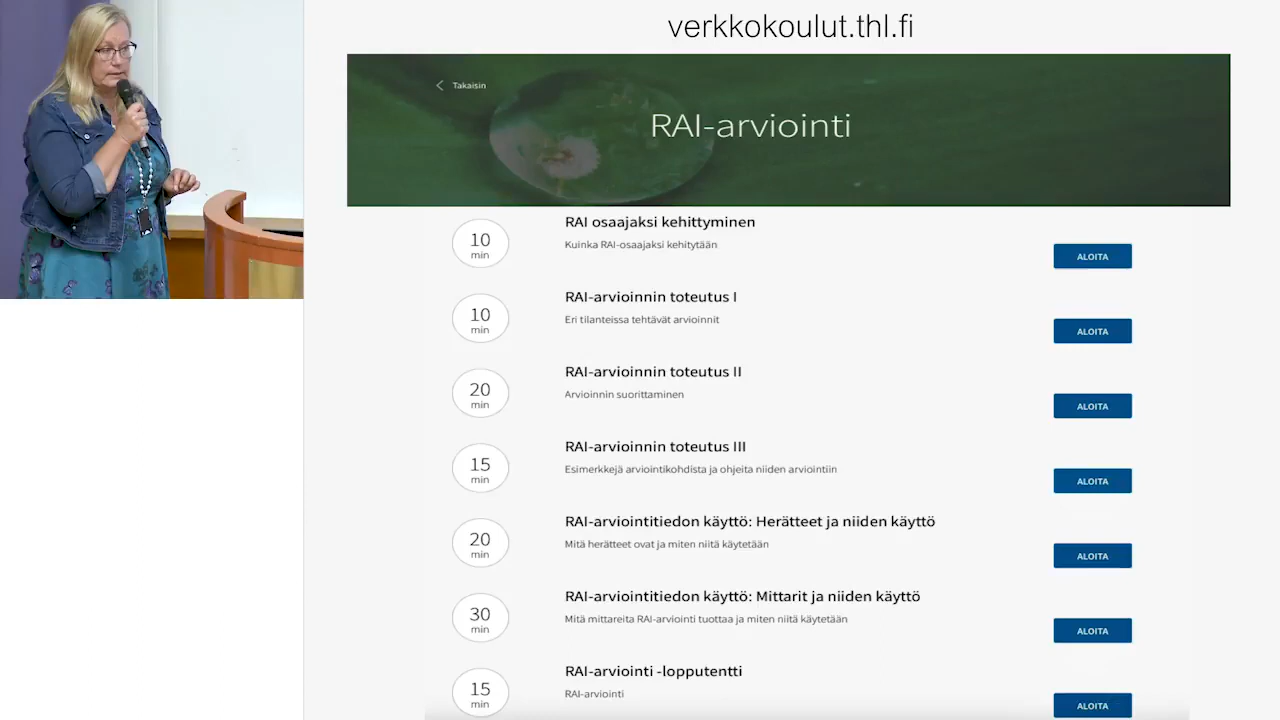 verkkokoulut.thl.fi
Takaisin
RAI-arviointi
10
min
RAI osaajaksi kehittyminen
Kuinka RAI-osaajaksi kehitytään
ALOITA
10
min
RAI-arvioinnin toteutus I
Eri tilanteissa tehtävät arvioinnit
ALOITA
20
min
RAI-arvioinnin toteutus II
Arvioinnin suorittaminen
ALOITA
15
min
RAI-arvioinnin toteutus III
Esimerkkejä arviointikohdista ja ohjeita niiden arviointiin
ALOITA
20
min
RAI-arviointitiedon käyttö: Herätteet ja niiden käyttö
Mitä herätteet ovat ja miten niitä käytetään
ALOITA
30
min
RAI-arviointitiedon käyttö: Mittarit ja niiden käyttö
Mitä mittareita RAI-arviointi tuottaa ja miten niitä käytetään
ALOITA
15
min
RAI-arviointi -lopputentti
RAI-arviointi
ALOITA